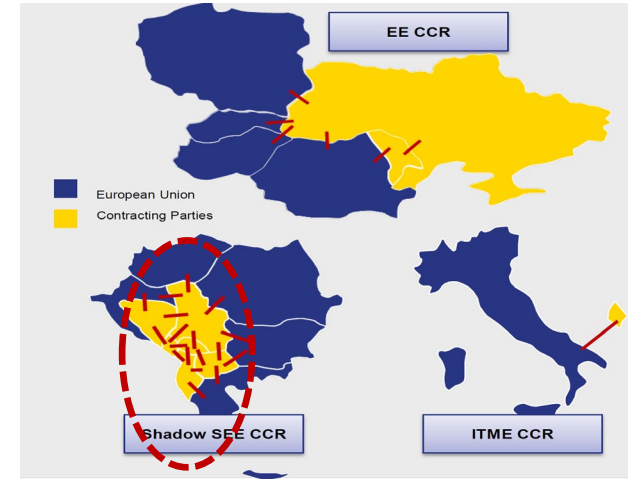 EE CCR
European Union
Contracting Parties
Shadow SEE CCR
ITME CCR